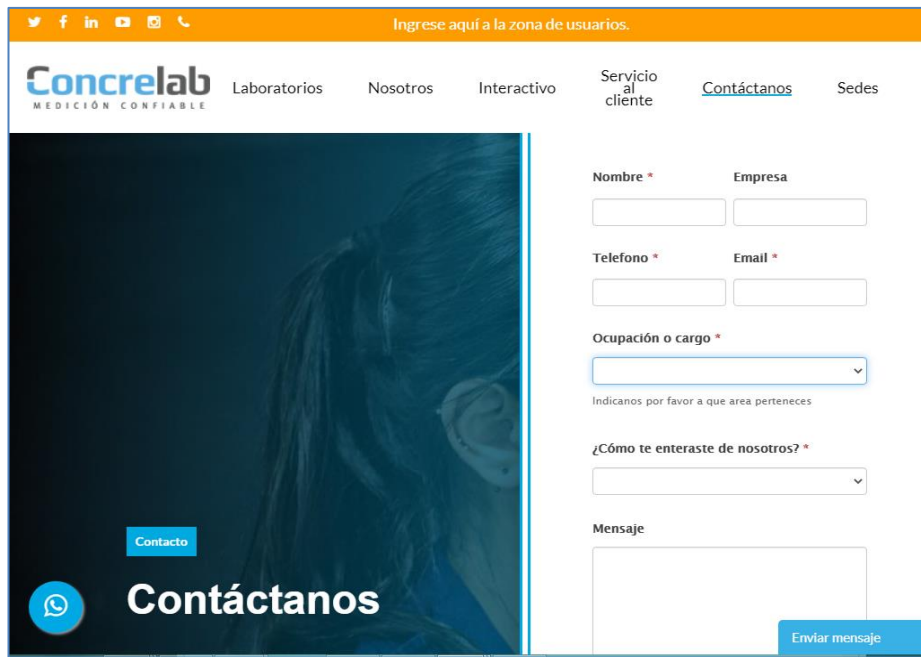 Ingrese aquí a la zona de usuarios.
Concrelab
MEDICIÓN CONFIABLE
Laboratorios
Nosotros
Interactivo
Servicio
al
cliente
Contáctanos
Sedes
Nombre *
Empresa
Telefono *
Email *
Ocupación o cargo *
Indicanos por favor a que area perteneces
¿Cómo te enteraste de nosotros? *
Mensaje
Contacto
Contáctanos
Enviar mensaje